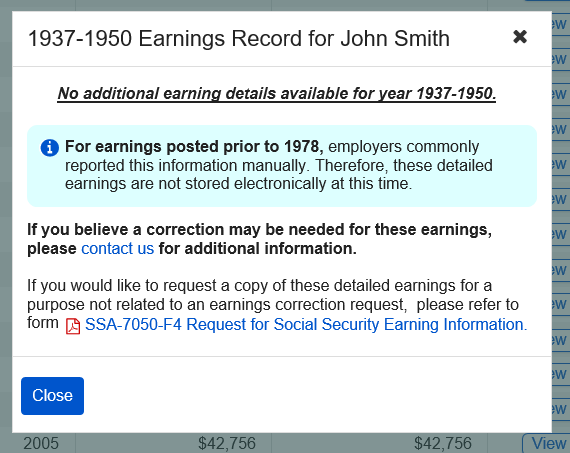 1937-1950 Earnings Record for John Smith
No additional earning details available for year 1937-1950.
For earnings posted prior to 1978, employers commonly
reported this information manually. Therefore, these detailed
earnings are not stored electronically at this time.
If you believe a correction may be needed for these earnings,
please contact us for additional information.
If you would like to request a copy of these detailed earnings for a
purpose not related to an earnings correction request, please refer to
form SSA-7050-F4 Request for Social Security Earning Information.
Close
2005 $42,756 $42,756 View